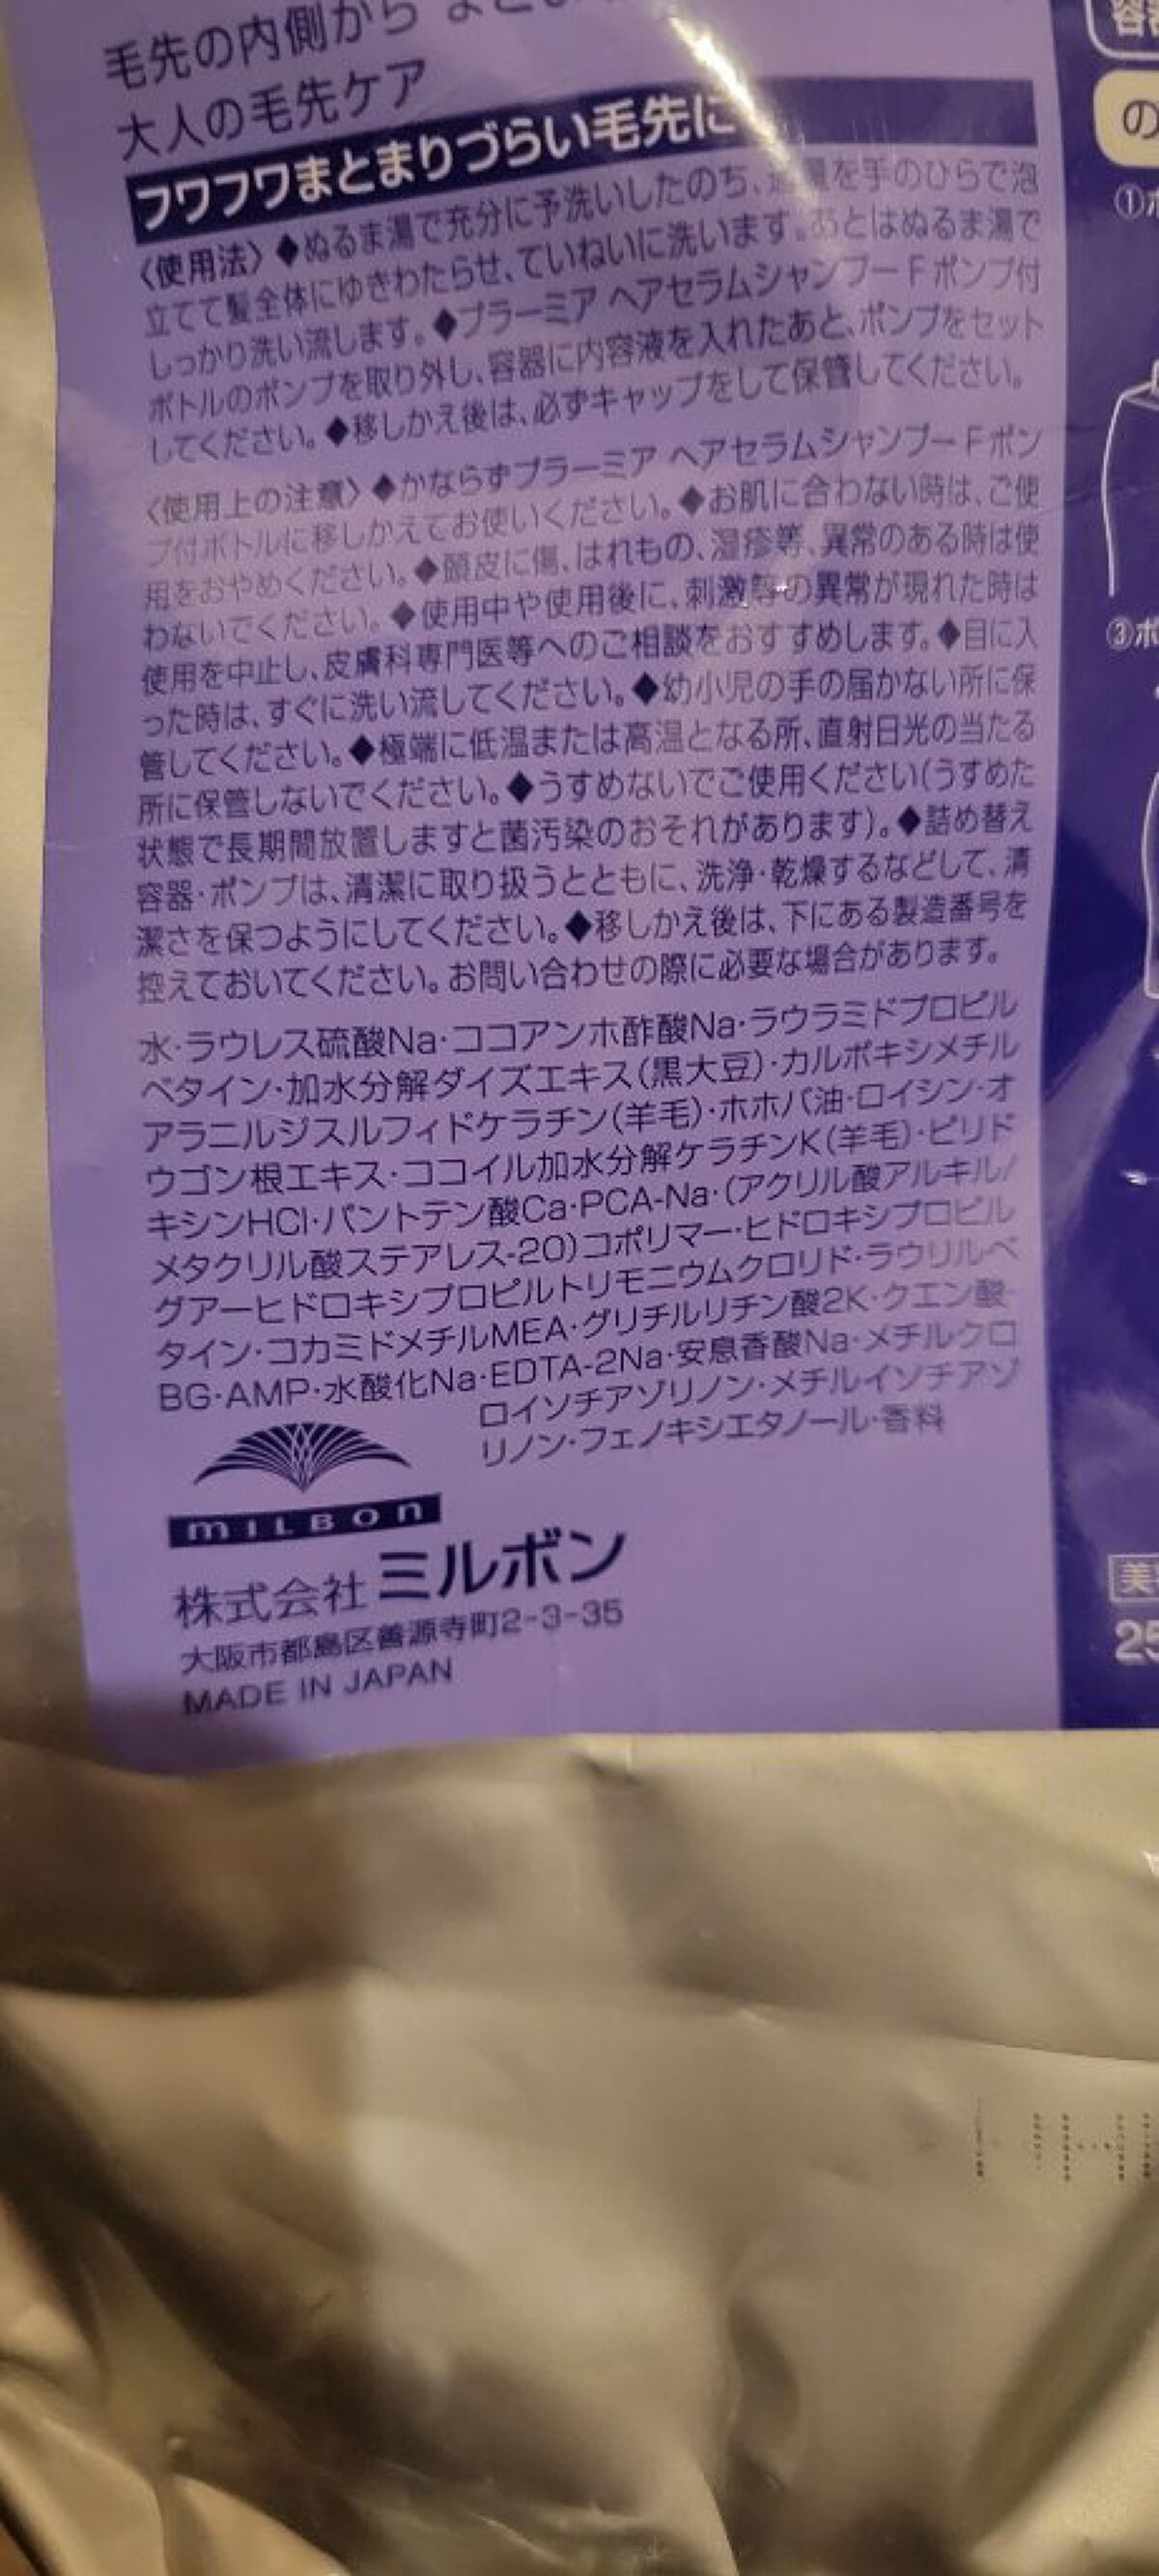 毛先の内側から
大人の毛先ケア
フワフワまとまりづらい毛先に
〈使用法〉◆ぬるま湯で充分に予洗いしたのち、適量を手のひらで泡
立てて髪全体にゆきわたらせ、ていねいに洗います。あとはぬるま湯で
しっかり洗い流します。◆プラーミア ヘアセラムシャンプー F ポンプ付
ボトルのポンプを取り外し、容器に内容液を入れたあと、ポンプをセット
してください。◆移しかえ後は、必ずキャップをして保管してください。
〈使用上の注意〉◆かならずプラーミア ヘアセラムシャンプー F ポン
プ付ボトルに移しかえてお使いください。◆お肌に合わない時は、ご使
用をおやめください。◆頭皮に傷、はれもの、湿疹等、異常のある時は使
わないでください。◆使用中や使用後に、刺激等の異常が現れた時は
使用を中止し、皮膚科専門医等へのご相談をおすすめします。◆目に入
った時は、すぐに洗い流してください。◆幼小児の手の届かない所に保
管してください。◆極端に低温または高温となる所、直射日光の当たる
所に保管しないでください。◆うすめないでご使用ください(うすめた
状態で長期間放置しますと菌汚染のおそれがあります)。◆詰め替え
容器・ポンプは、清潔に取り扱うとともに、洗浄・乾燥するなどして、清
潔さを保つようにしてください。◆移しかえ後は、下にある製造番号を
控えておいてください。お問い合わせの際に必要な場合があります。
水・ラウレス硫酸Na・ココアンホ酢酸Na・ラウラミドプロピル
ベタイン・加水分解ダイズエキス(黒大豆)・カルボキシメチル
アラニルジスルフィドケラチン(羊毛)・ホホバ油・ロイシン・オ
ウゴン根エキス・ココイル加水分解ケラチンK(羊毛)・ピリド
キシンHCl・パントテン酸Ca・PCA-Na・(アクリル酸アルキル/
メタクリル酸ステアレス-20)コポリマー・ヒドロキシプロピル
グアーヒドロキシプロピルトリモニウムクロリド・ラウリルベ
タイン・コカミドメチルMEA・グリチルリチン酸2K・クエン酸・
BG・AMP・水酸化Na・EDTA-2Na・安息香酸Na・メチルクロ
ロイソチアゾリノン・メチルイソチアゾ
リノン・フェノキシエタノール・香料
MILBON
株式会社ミルボン
大阪市都島区善源寺町2-3-35
MADE IN JAPAN
容
の
①ポ
③ポ
美
25